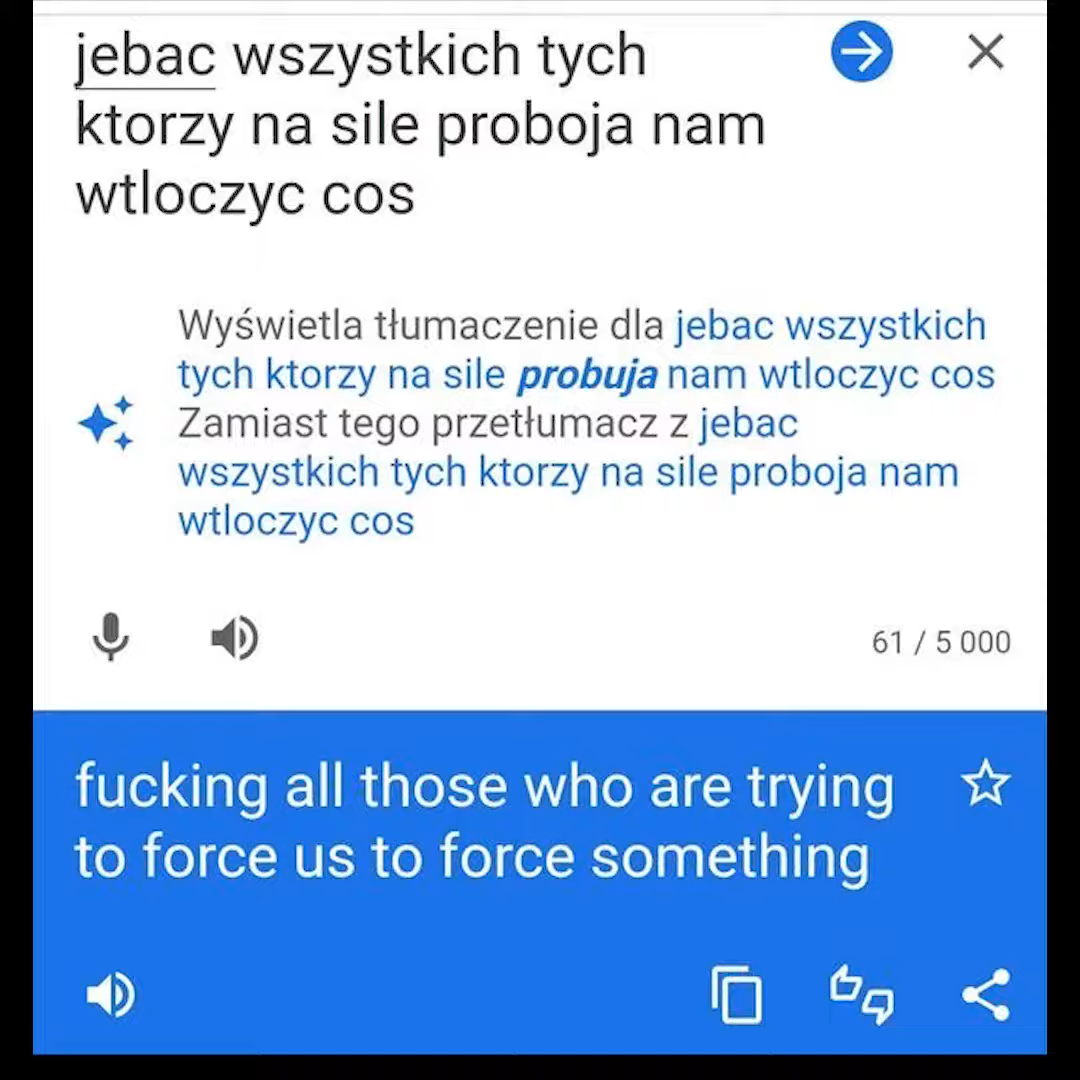 jebac wszystkich tych
ktorzy na sile proboja nam
wtloczyc cos
Wyświetla tłumaczenie dla jebac wszystkich
tych ktorzy na sile probuja nam wtloczyc cos
Zamiast tego przetłumacz z jebac
wszystkich tych ktorzy na sile proboja nam
wtloczyc cos
61 / 5 000
fucking all those who are trying
to force us to force something